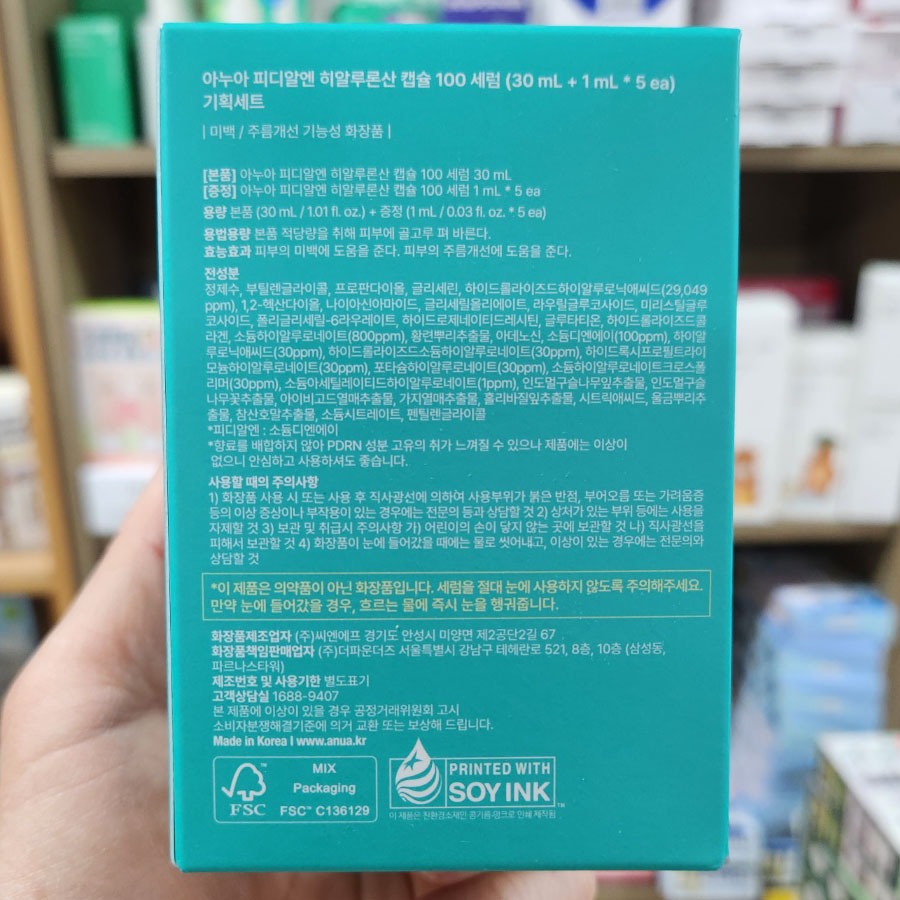 아누아 피디알엔 히알루론산 캡슐 100 세럼 (30 mL + 1 mL * 5 ea)
기획세트
| 미백 / 주름개선 기능성 화장품 |
[본품] 아누아 피디알엔 히알루론산 캡슐 100 세럼 30 mL
[증정] 아누아 피디알엔 히알루론산 캡슐 100 세럼 1 mL * 5 ea
용량 본품 (30 mL / 1.01 fl. oz.) + 증정 (1 mL / 0.03 fl. oz. * 5 ea)
용법용량 본품 적당량을 취해 피부에 골고루 펴 바른다.
효능효과 피부의 미백에 도움을 준다. 피부의 주름개선에 도움을 준다.
전성분
정제수, 부틸렌글라이콜, 프로판다이올, 글리세린, 하이드롤라이즈드하이알루로닉애씨드(29,049
ppm), 1,2-헥산다이올, 나이아신아마이드, 글리세릴올리에이트, 라우릴글루코사이드, 미리스틸글루
코사이드, 폴리글리세릴-6라우레이트, 하이드로제네이티드레시틴, 글루타티온, 하이드롤라이즈드콜
라겐, 소듐하이알루로네이트(800ppm), 황련뿌리추출물, 아데노신, 소듐디엔에이(100ppm), 하이알
루로닉애씨드(30ppm), 하이드롤라이즈드소듐하이알루로네이트(30ppm), 하이드록시프로필트라이
모늄하이알루로네이트(30ppm), 포타슘하이알루로네이트(30ppm), 소듐하이알루로네이트크로스폴
리머(30ppm), 소듐아세틸레이티드하이알루로네이트(1ppm), 인도멀구슬나무잎추출물, 인도멀구슬
나무꽃추출물, 아이비고드열매추출물, 가지열매추출물, 홀리바질잎추출물, 시트릭애씨드, 울금뿌리추
출물, 참산호말추출물, 소듐시트레이트, 펜틸렌글라이콜
*피디알엔 : 소듐디엔에이
*향료를 배합하지 않아 PDRN 성분 고유의 취가 느껴질 수 있으나 제품에는 이상이
없으니 안심하고 사용하셔도 좋습니다.
사용할 때의 주의사항
1) 화장품 사용 시 또는 사용 후 직사광선에 의하여 사용부위가 붉은 반점, 부어오름 또는 가려움증
등의 이상 증상이나 부작용이 있는 경우에는 전문의 등과 상담할 것 2) 상처가 있는 부위 등에는 사용을
자제할 것 3) 보관 및 취급시 주의사항 가) 어린이의 손이 닿지 않는 곳에 보관할 것 나) 직사광선을
피해서 보관할 것 4) 화장품이 눈에 들어갔을 때에는 물로 씻어내고, 이상이 있는 경우에는 전문의와
상담할 것
*이 제품은 의약품이 아닌 화장품입니다. 세럼을 절대 눈에 사용하지 않도록 주의해주세요.
만약 눈에 들어갔을 경우, 흐르는 물에 즉시 눈을 헹궈줍니다.
화장품제조업자 (주)씨엔에프 경기도 안성시 미양면 제2공단2길 67
화장품책임판매업자 (주)더파운더즈 서울특별시 강남구 테헤란로 521, 8층, 10층 (삼성동,
파르나스타워)
제조번호 및 사용기한 별도표기
고객상담실 1688-9407
본 제품에 이상이 있을 경우 공정거래위원회 고시
소비자분쟁해결기준에 의거 교환 또는 보상해 드립니다.
Made in Korea I www.anua.kr
FSC
MIX
Packaging
FSC™ C136129
PRINTED WITH
SOY INK™
이 제품은 친환경소재인 콩기름-잉크로 인쇄 제작됨